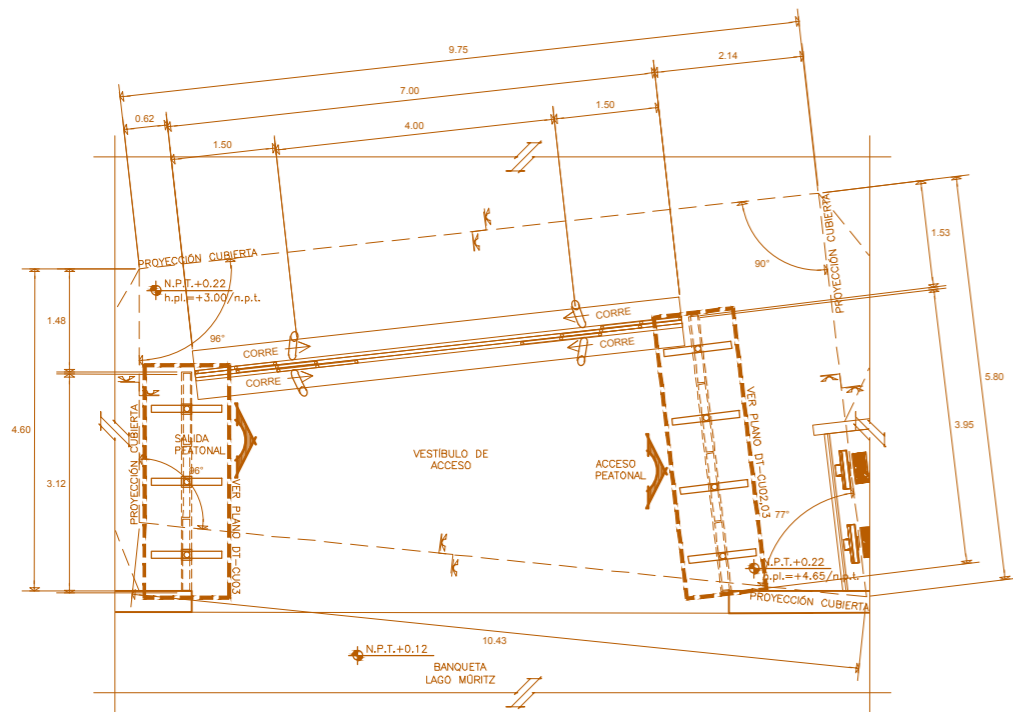 9.75
2.14
7.00
0.62
1.50
4.00
1.50
PROYECCIÓN CUBIERTA
1.53
PROYECCIÓN CUBIERTA
90°
N.P.T.+0.22
h.pl.=+3.00/n.p.t.
1.48
96°
CORRE
CORRE
CORRE
CORRE
5.80
4.60
PROYECCIÓN CUBIERTA
SALIDA
PEATONAL
96°
VER PLANO DT-CU03
VESTÍBULO DE
ACCESO
ACCESO
PEATONAL
VER PLANO DT-CU02,03
3.95
3.12
77°
N.P.T.+0.22
h.pl.=+4.65/n.p.t.
PROYECCIÓN CUBIERTA
10.43
N.P.T.+0.12
BANQUETA
LAGO MÜRITZ